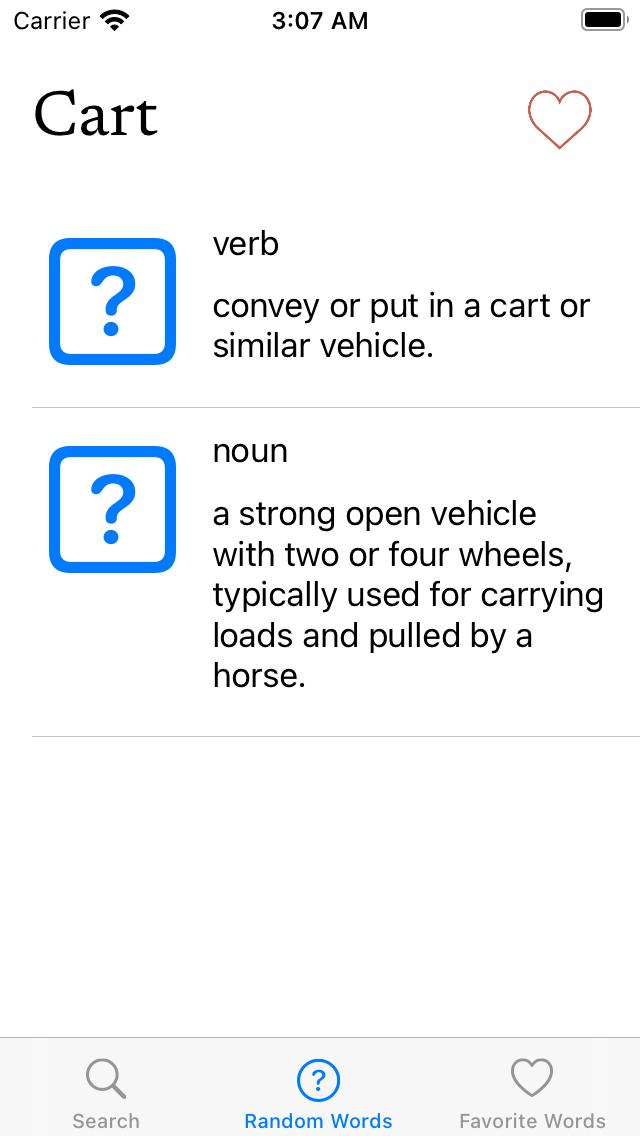 Carrier 3:07 AM
Cart
?
verb
convey or put in a cart or
similar vehicle.
?
noun
a strong open vehicle
with two or four wheels,
typically used for carrying
loads and pulled by a
horse.
?
Search Random Words Favorite Words